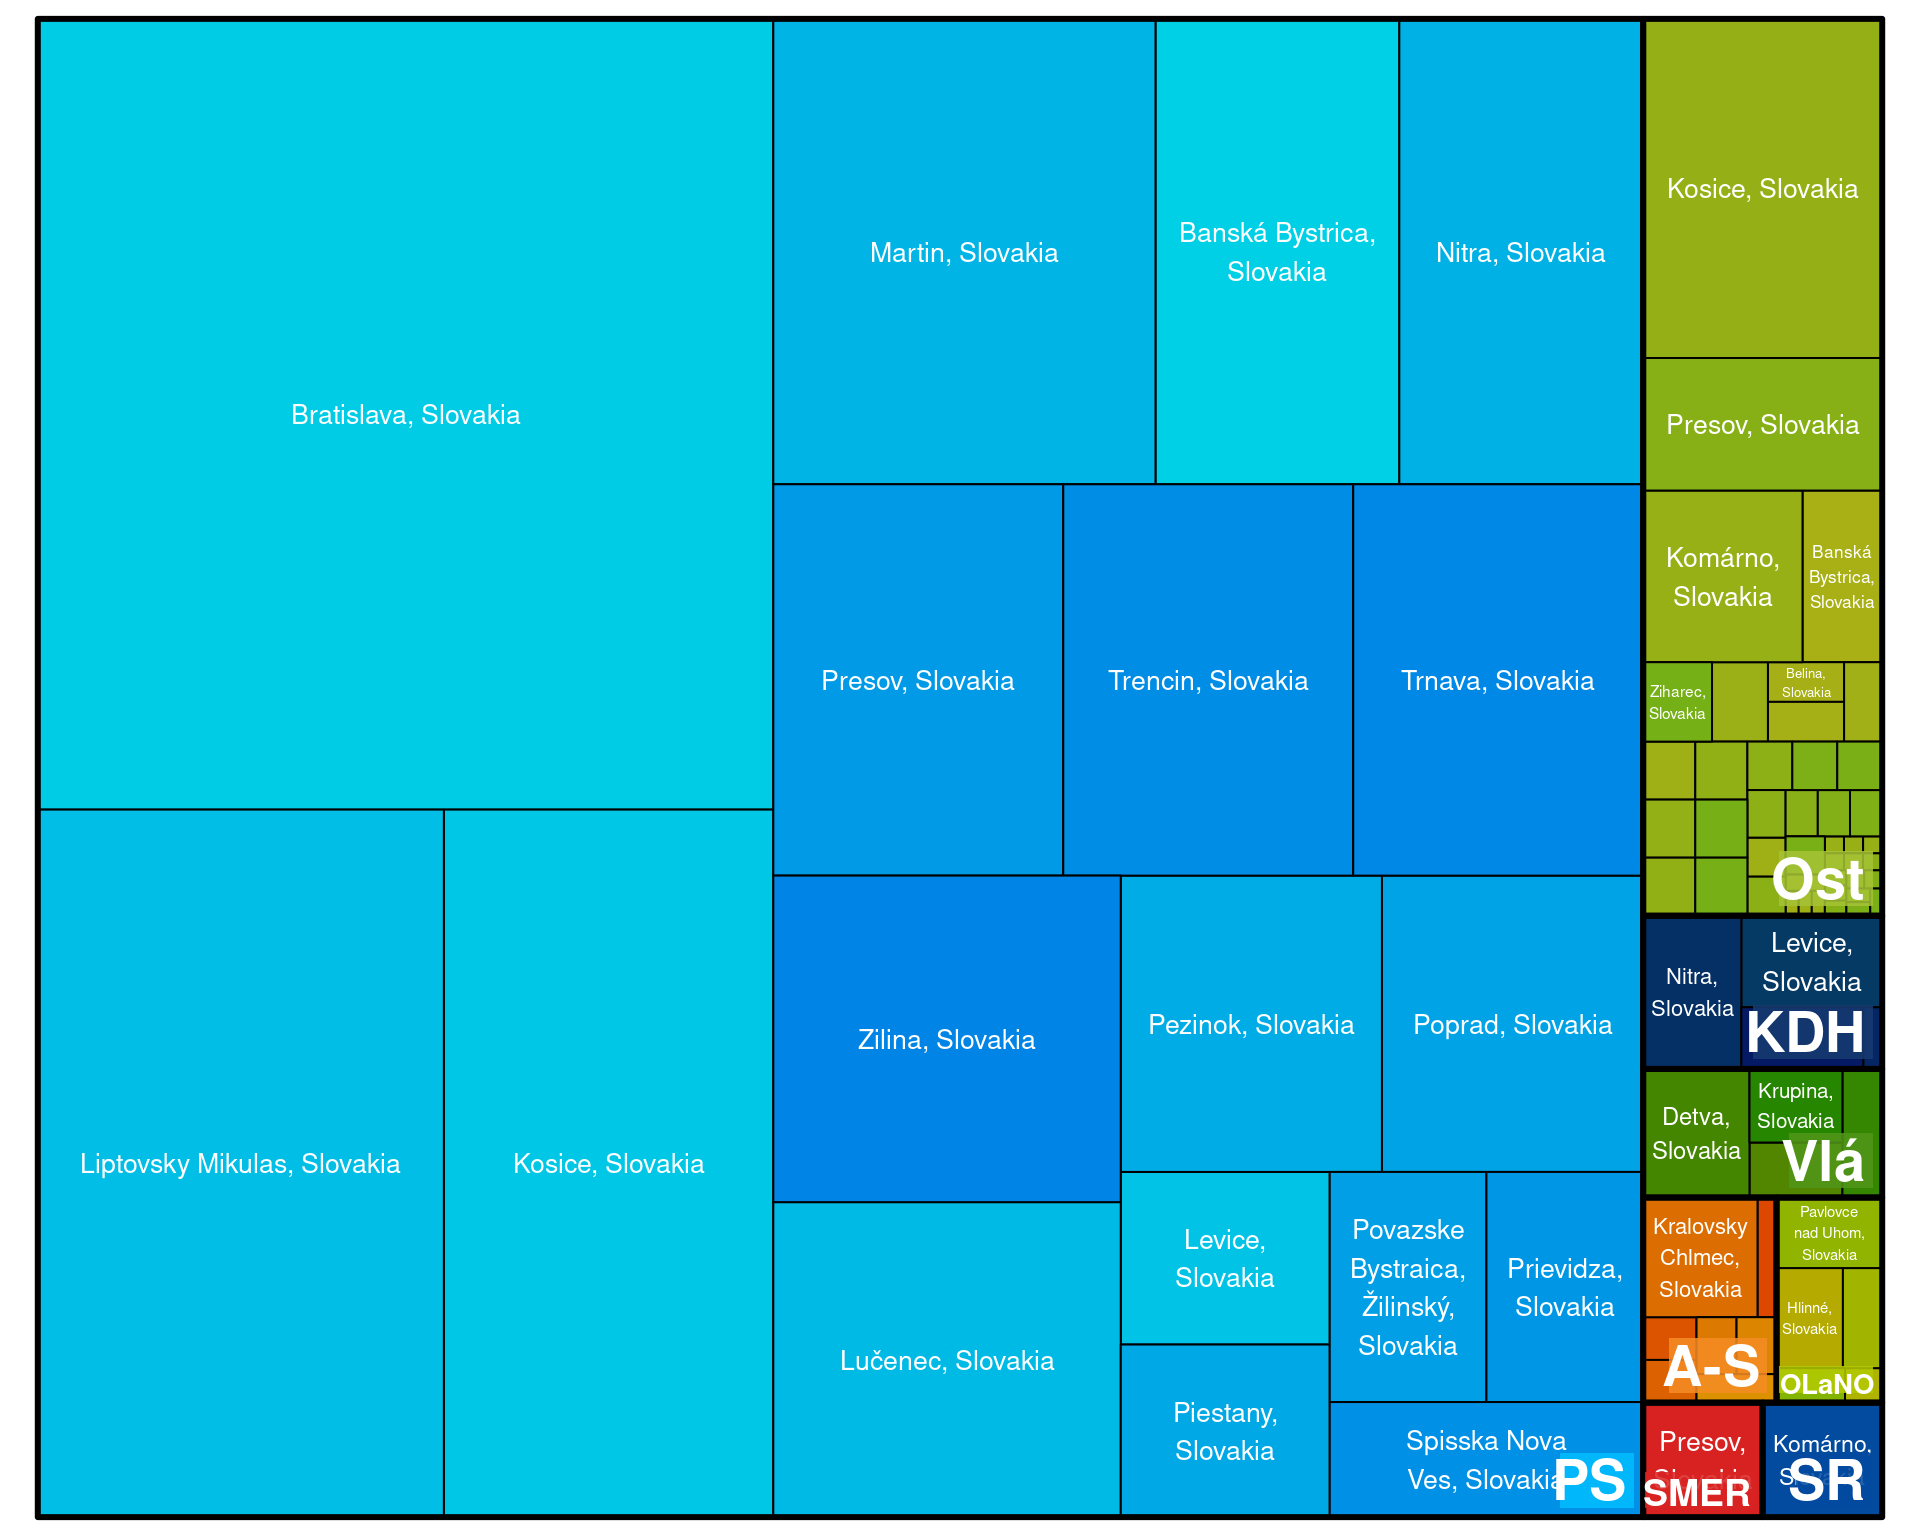 Bratislava, Slovakia
Martin, Slovakia
Banská Bystrica,
Slovakia
Nitra, Slovakia
Presov, Slovakia
Trencin, Slovakia
Trnava, Slovakia
Liptovsky Mikulas, Slovakia
Kosice, Slovakia
Zilina, Slovakia
Pezinok, Slovakia
Poprad, Slovakia
Lučenec, Slovakia
Levice,
Slovakia
Piestany,
Slovakia
Povazske
Bystraica,
Žilinský,
Slovakia
Prievidza,
Slovakia
Spisska Nova
Ves, Slovakia
PS
Kosice, Slovakia
Presov, Slovakia
Komárno,
Slovakia
Banská
Bystrica,
Slovakia
Ziharec,
Slovakia
Belina,
Slovakia
Ost
Nitra,
Slovakia
Levice,
Slovakia
KDH
Detva,
Slovakia
Krupina,
Slovakia
Vlá
Kralovsky
Chlmec,
Slovakia
A-S
Pavlovce
nad Uhom,
Slovakia
Hlinné,
Slovakia
OLaNO
Presov,
Slovakia
SMER
Komárno,
SR